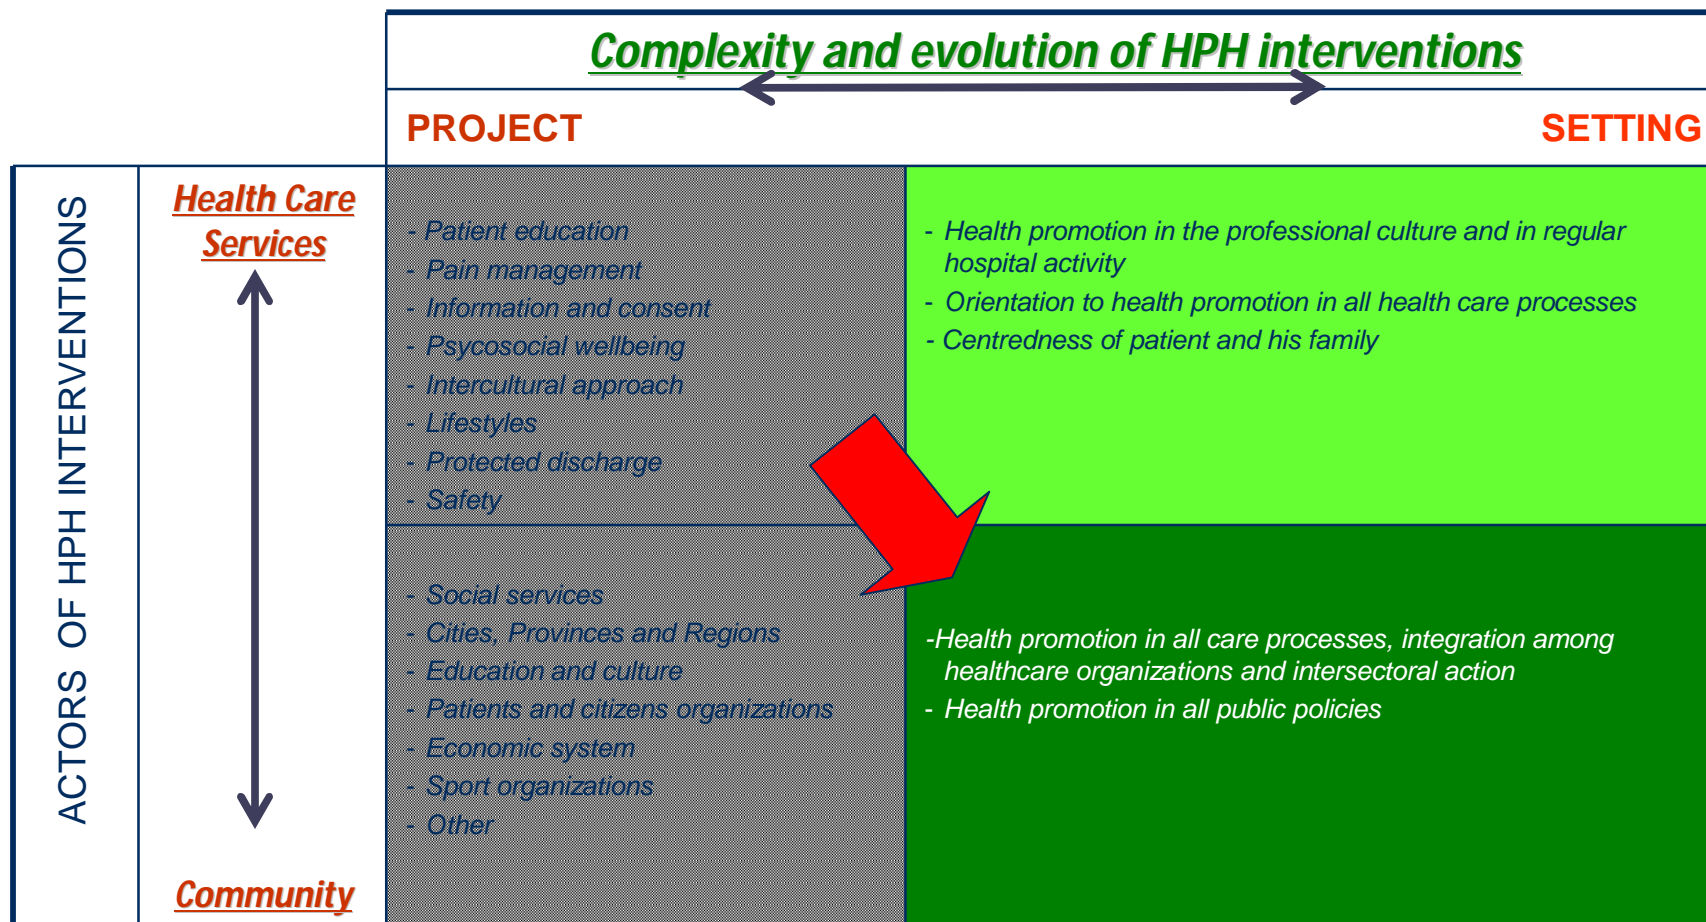 Complexity and evolution of HPH interventions
PROJECT
SETTING
ACTORS OF HPH INTERVENTIONS
Health Care
Services
- Patient education
- Pain management
- Information and consent
- Psycosocial wellbeing
- Intercultural approach
- Lifestyles
- Protected discharge
- Safety
- Health promotion in the professional culture and in regular
hospital activity
- Orientation to health promotion in all health care processes
- Centredness of patient and his family
Community
- Social services
- Cities, Provinces and Regions
- Education and culture
- Patients and citizens organizations
- Economic system
- Sport organizations
- Other
-Health promotion in all care processes, integration among
healthcare organizations and intersectoral action
- Health promotion in all public policies